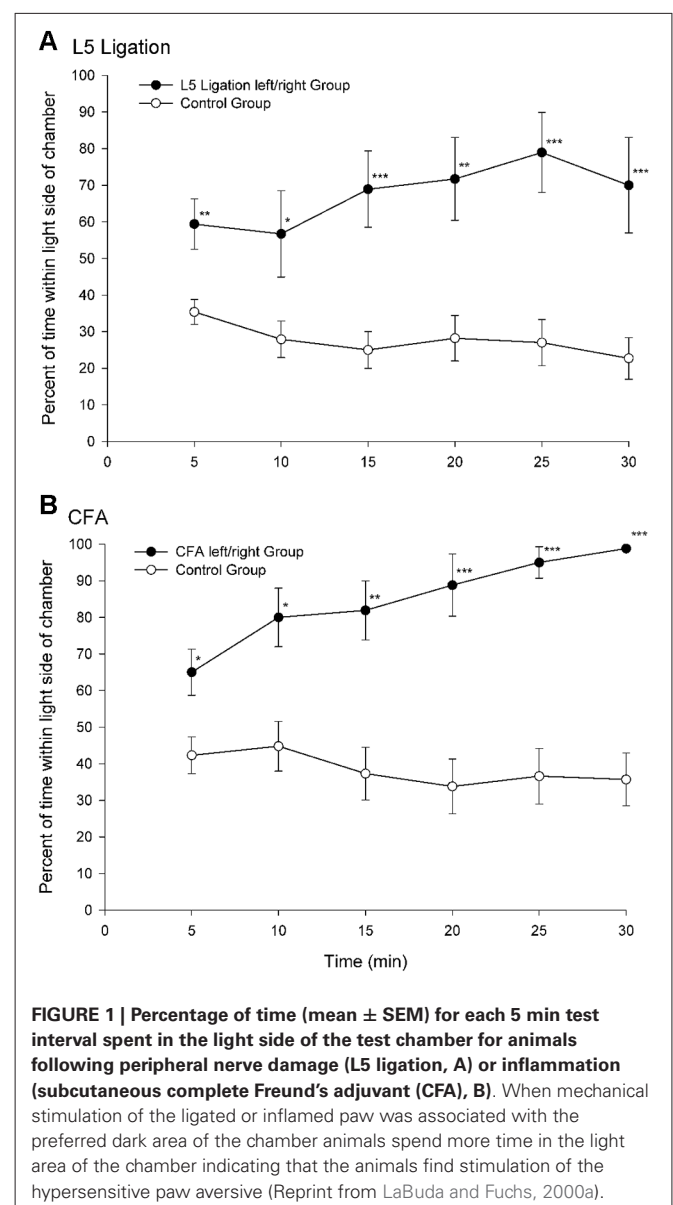 A L5 Ligation
L5 Ligation left/right Group
Control Group
Percent of time within light side of chamber
100
90
80
70
60
50
40
30
20
10
0
** * *** ** *** ***
0 5 10 15 20 25 30
B CFA
CFA left/right Group
Control Group
Percent of time within light side of chamber
100
90
80
70
60
50
40
30
20
10
0
* * ** *** *** ***
0 5 10 15 20 25 30
Time (min)
FIGURE 1 | Percentage of time (mean ± SEM) for each 5 min test
interval spent in the light side of the test chamber for animals
following peripheral nerve damage (L5 ligation, A) or inflammation
(subcutaneous complete Freund's adjuvant (CFA), B). When mechanical
stimulation of the ligated or inflamed paw was associated with the
preferred dark area of the chamber animals spend more time in the light
area of the chamber indicating that the animals find stimulation of the
hypersensitive paw aversive (Reprint from LaBuda and Fuchs, 2000a).